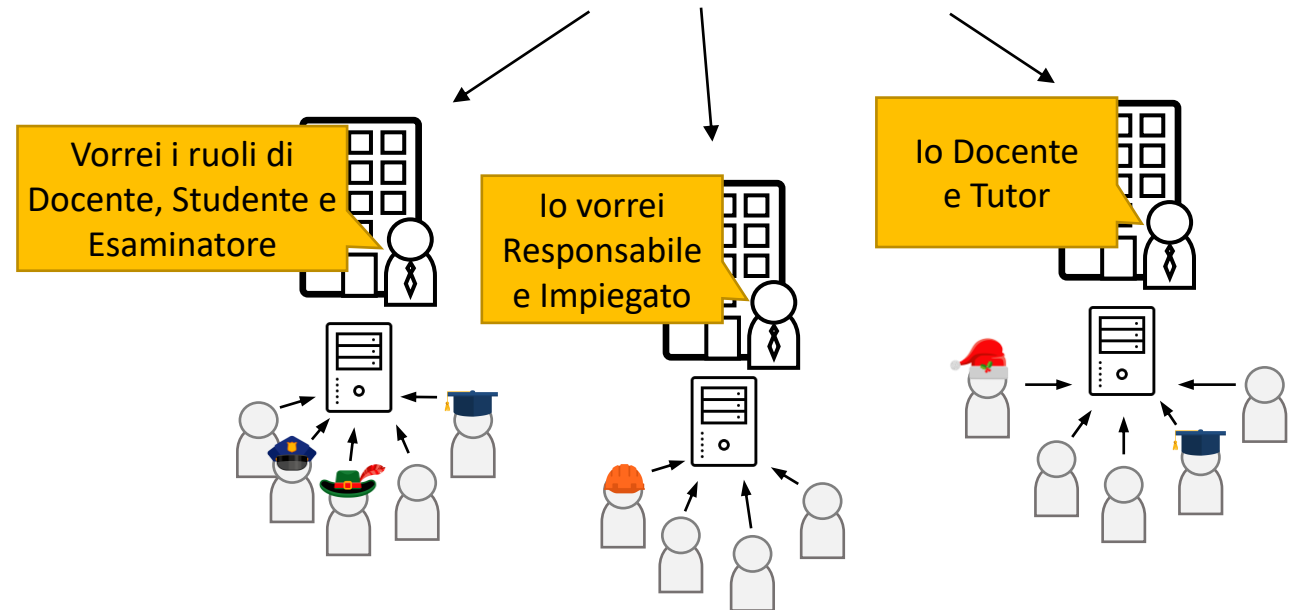 Vorrei i ruoli di
Docente, Studente e
Esaminatore
Io vorrei
Responsabile
e Impiegato
Io Docente
e Tutor